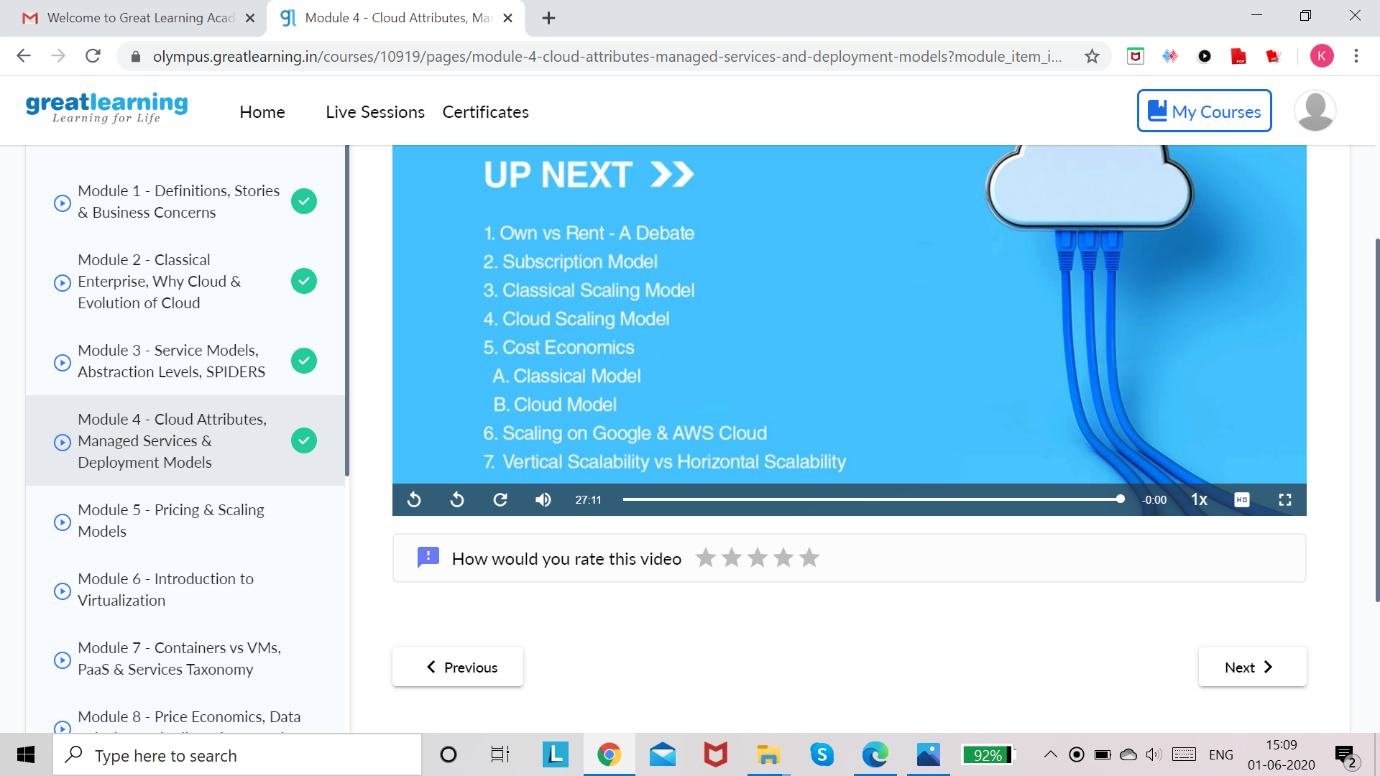 Welcome to Great Learning Acad
Module 4 - Cloud Attributes, Ma
olympus.greatlearning.in/courses/10919/pages/module-4-cloud-attributes-managed-services-and-deployment-models?module_item_i...
K
greatlearning
Learning for Life
Home
Live Sessions
Certificates
My Courses
Module 1 - Definitions, Stories
& Business Concerns
Module 2 - Classical
Enterprise, Why Cloud &
Evolution of Cloud
Module 3 - Service Models,
Abstraction Levels, SPIDERS
Module 4 - Cloud Attributes,
Managed Services &
Deployment Models
Module 5 - Pricing & Scaling
Models
Module 6 - Introduction to
Virtualization
Module 7 - Containers vs VMs,
PaaS & Services Taxonomy
Module 8 - Price Economics, Data
UP NEXT >>
1. Own vs Rent - A Debate
2. Subscription Model
3. Classical Scaling Model
4. Cloud Scaling Model
5. Cost Economics
A. Classical Model
B. Cloud Model
6. Scaling on Google & AWS Cloud
7. Vertical Scalability vs Horizontal Scalability
27:11
-0:00
1x
HD
How would you rate this video
Previous
Next
Type here to search
L
92%
ENG
15:09
01-06-2020
2